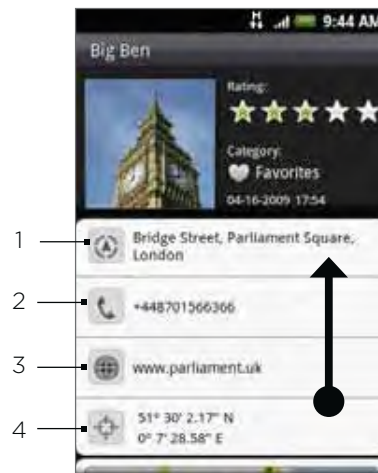 9:44 AM
Big Ben
Rating:
Category:
Favorites
04-16-2009 17:54
1
Bridge Street, Parliament Square,
London
2
+448701566366
3
www.parliament.uk
4
51° 30' 2.17" N
0° 7' 28.58" E